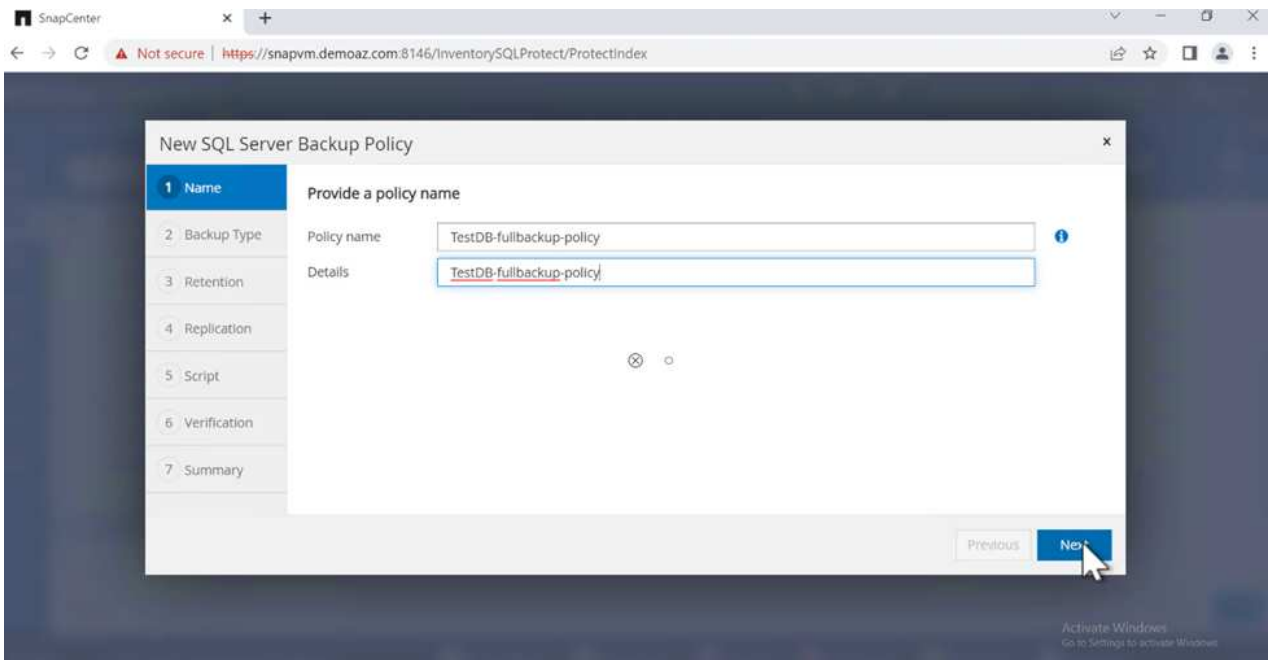 SnapCenter
Not secure | https://snapvm.demoaz.com:8146/InventorySQLProtect/ProtectIndex
New SQL Server Backup Policy
1 Name
2 Backup Type
3 Retention
4 Replication
5 Script
6 Verification
7 Summary
Provide a policy name
Policy name TestDB-fullbackup-policy
Details TestDB-fullbackup-policy
Previous Next
Activate Windows
Go to Settings to activate Windows.